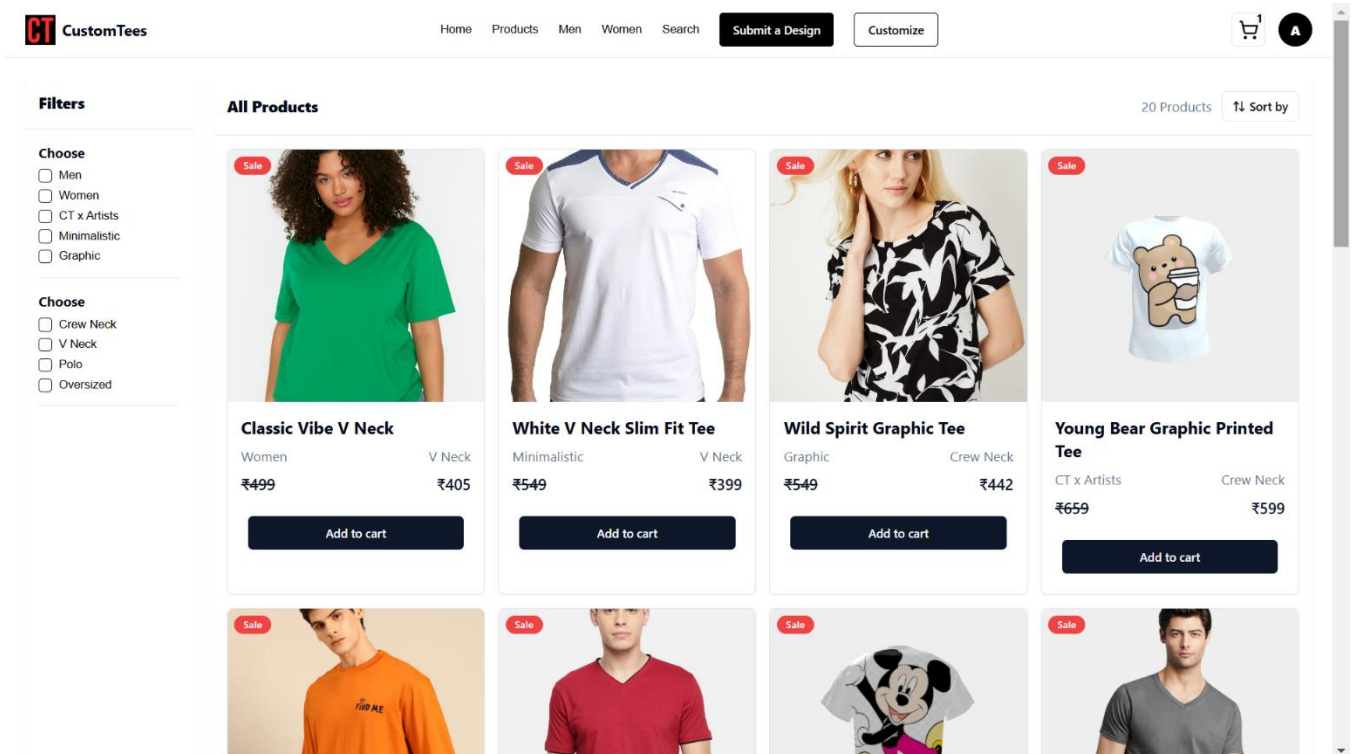 CT CustomTees
Home Products Men Women Search Submit a Design Customize
1
A
Filters
Choose
Men
Women
CT x Artists
Minimalistic
Graphic
Choose
Crew Neck
V Neck
Polo
Oversized
All Products
20 Products Sort by
Sale
Classic Vibe V Neck
Women V Neck
₹499 ₹405
Add to cart
Sale
White V Neck Slim Fit Tee
Minimalistic V Neck
₹549 ₹399
Add to cart
Sale
Wild Spirit Graphic Tee
Graphic Crew Neck
₹549 ₹442
Add to cart
Sale
Young Bear Graphic Printed
Tee
CT x Artists Crew Neck
₹659 ₹599
Add to cart
Sale
FIND ME
Sale
Sale
Sale